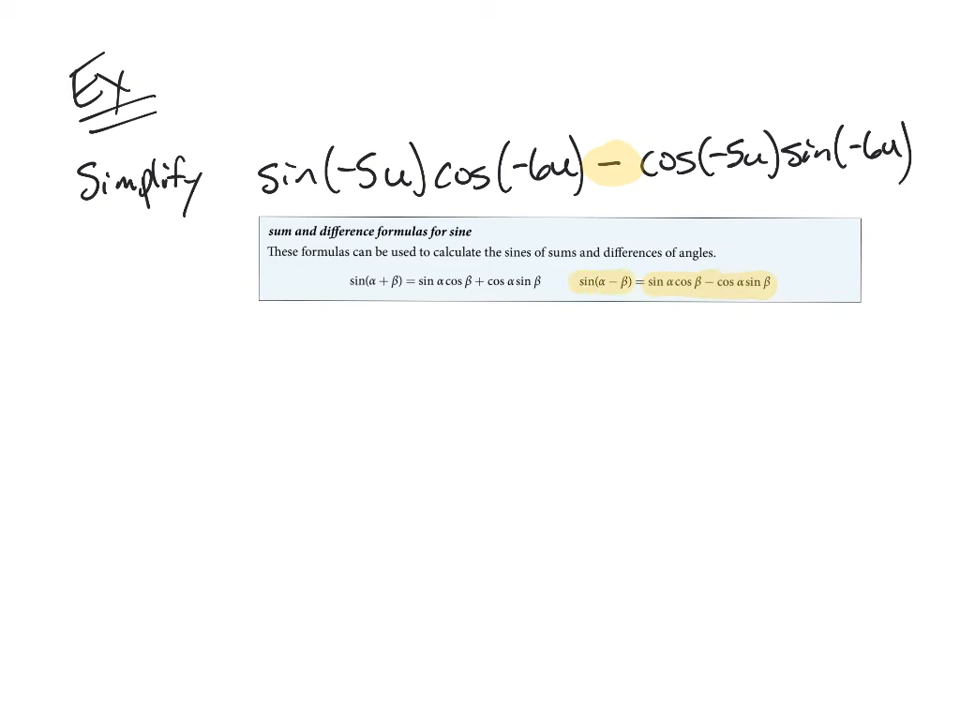 Ex
Simplify sin(-5u)cos(-6u) - cos(-5u)sin(-6u)
sum and difference formulas for sine
These formulas can be used to calculate the sines of sums and differences of angles.
sin(α + β) = sin α cos β + cos α sin β sin(α − β) = sin α cos β − cos α sin β